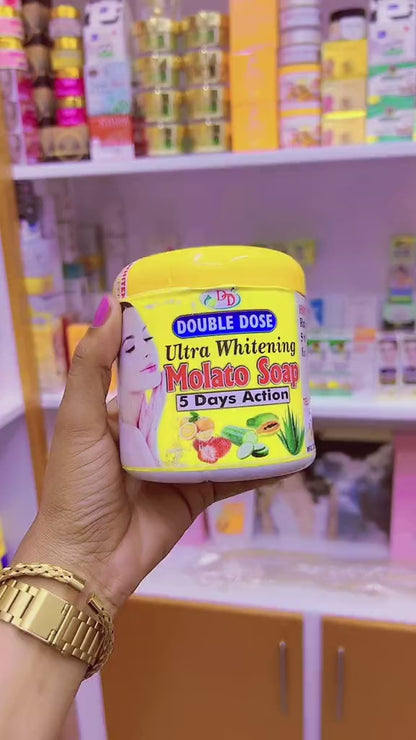 DD
DOUBLE DOSE
Ultra Whitening
Molato Soap
5 Days Action